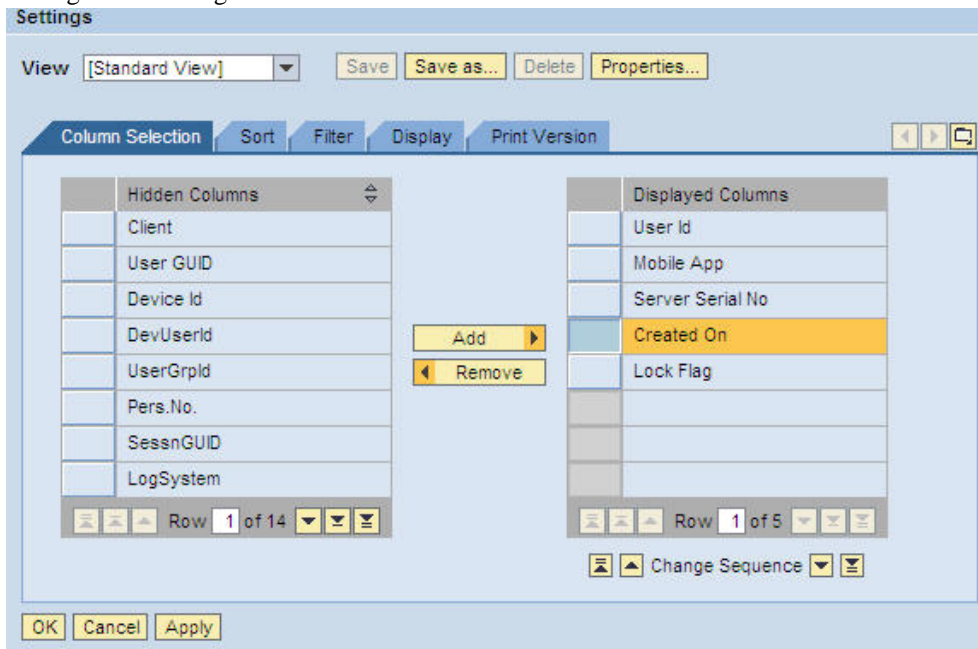 Settings
View [Standard View] Save Save as... Delete Properties...
Column Selection Sort Filter Display Print Version
Hidden Columns Displayed Columns
Client User Id
User GUID Mobile App
Device Id Server Serial No
DevUserId Add Created On
UserGrpId Remove Lock Flag
Pers.No.
SessnGUID
LogSystem
Row 1 of 14 Row 1 of 5
Change Sequence
OK Cancel Apply